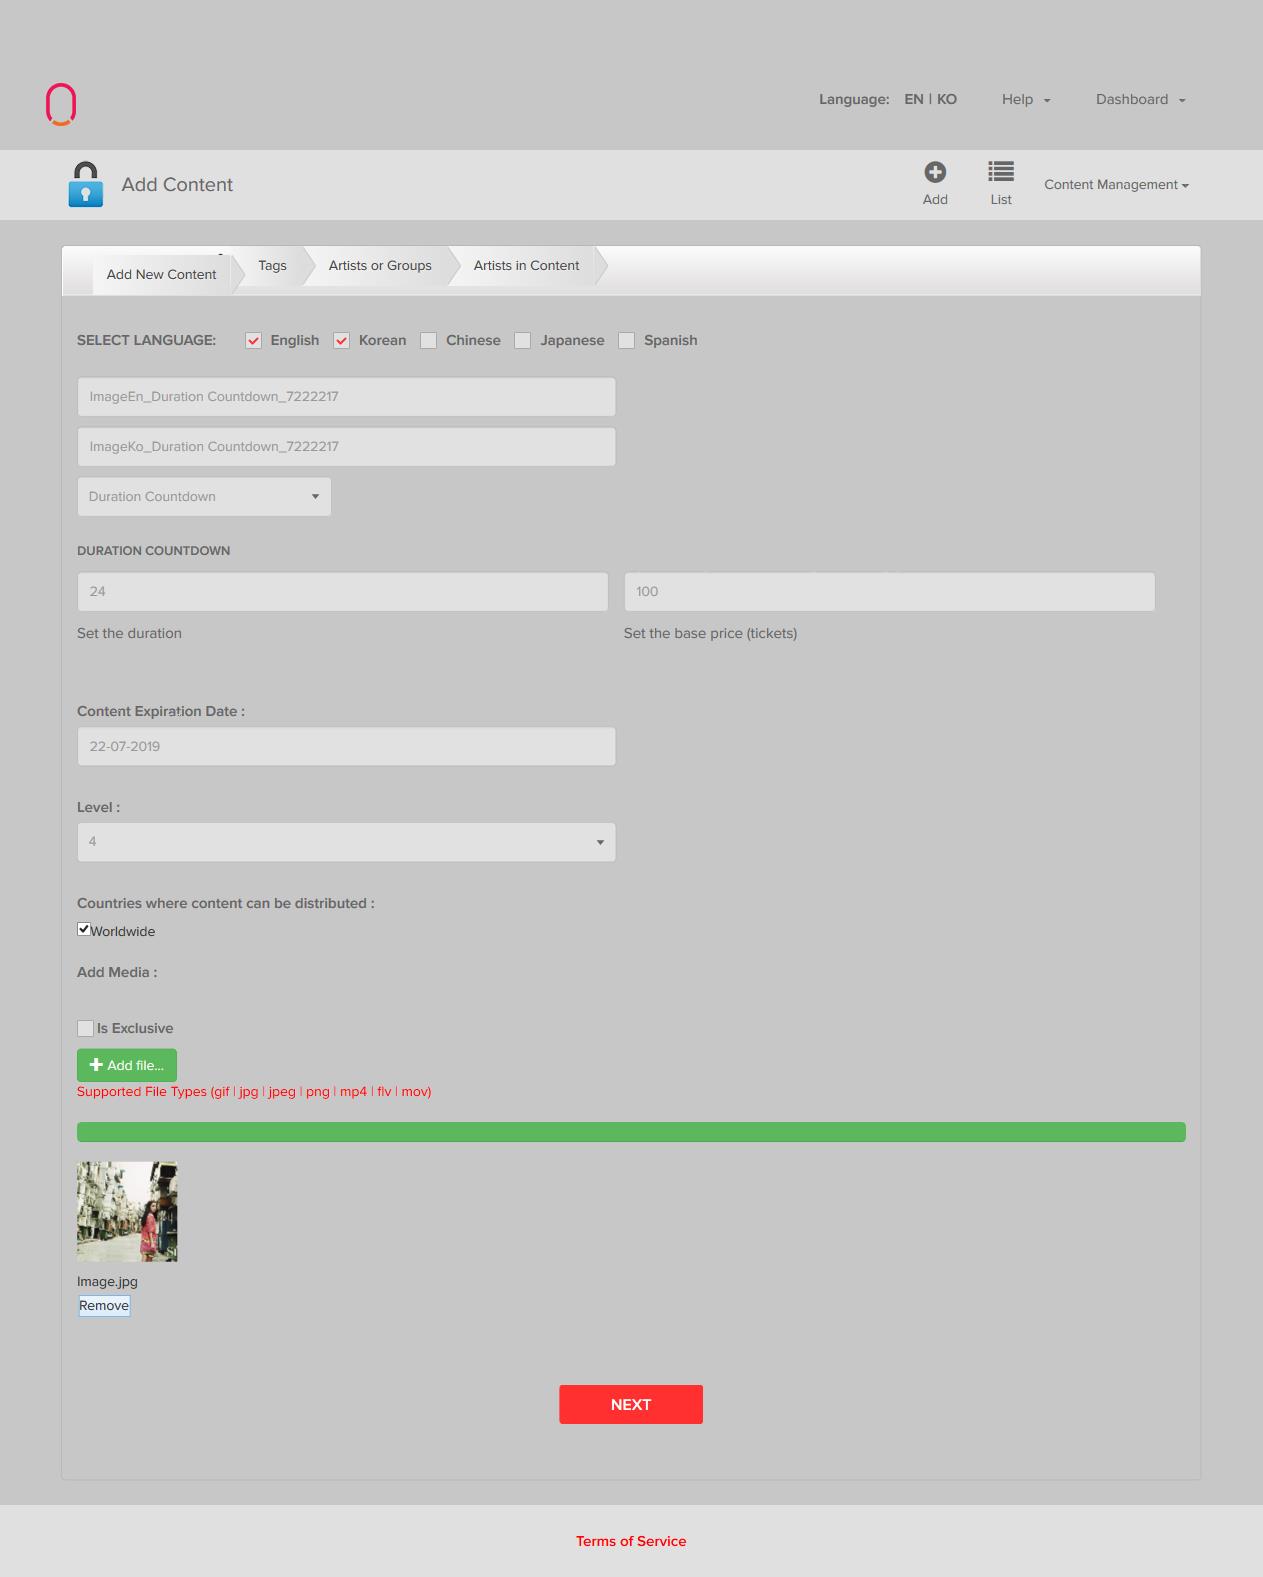 Language: EN | KO Help Dashboard
Add Content
Add List Content Management
Add New Content Tags Artists or Groups Artists in Content
SELECT LANGUAGE: English Korean Chinese Japanese Spanish
ImageEn_Duration Countdown_7222217
ImageKo_Duration Countdown_7222217
Duration Countdown
DURATION COUNTDOWN
24 100
Set the duration Set the base price (tickets)
Content Expiration Date :
22-07-2019
Level :
4
Countries where content can be distributed :
Worldwide
Add Media :
Is Exclusive
Add file...
Supported File Types (gif | jpg | jpeg | png | mp4 | flv | mov)
Image.jpg
Remove
NEXT
Terms of Service